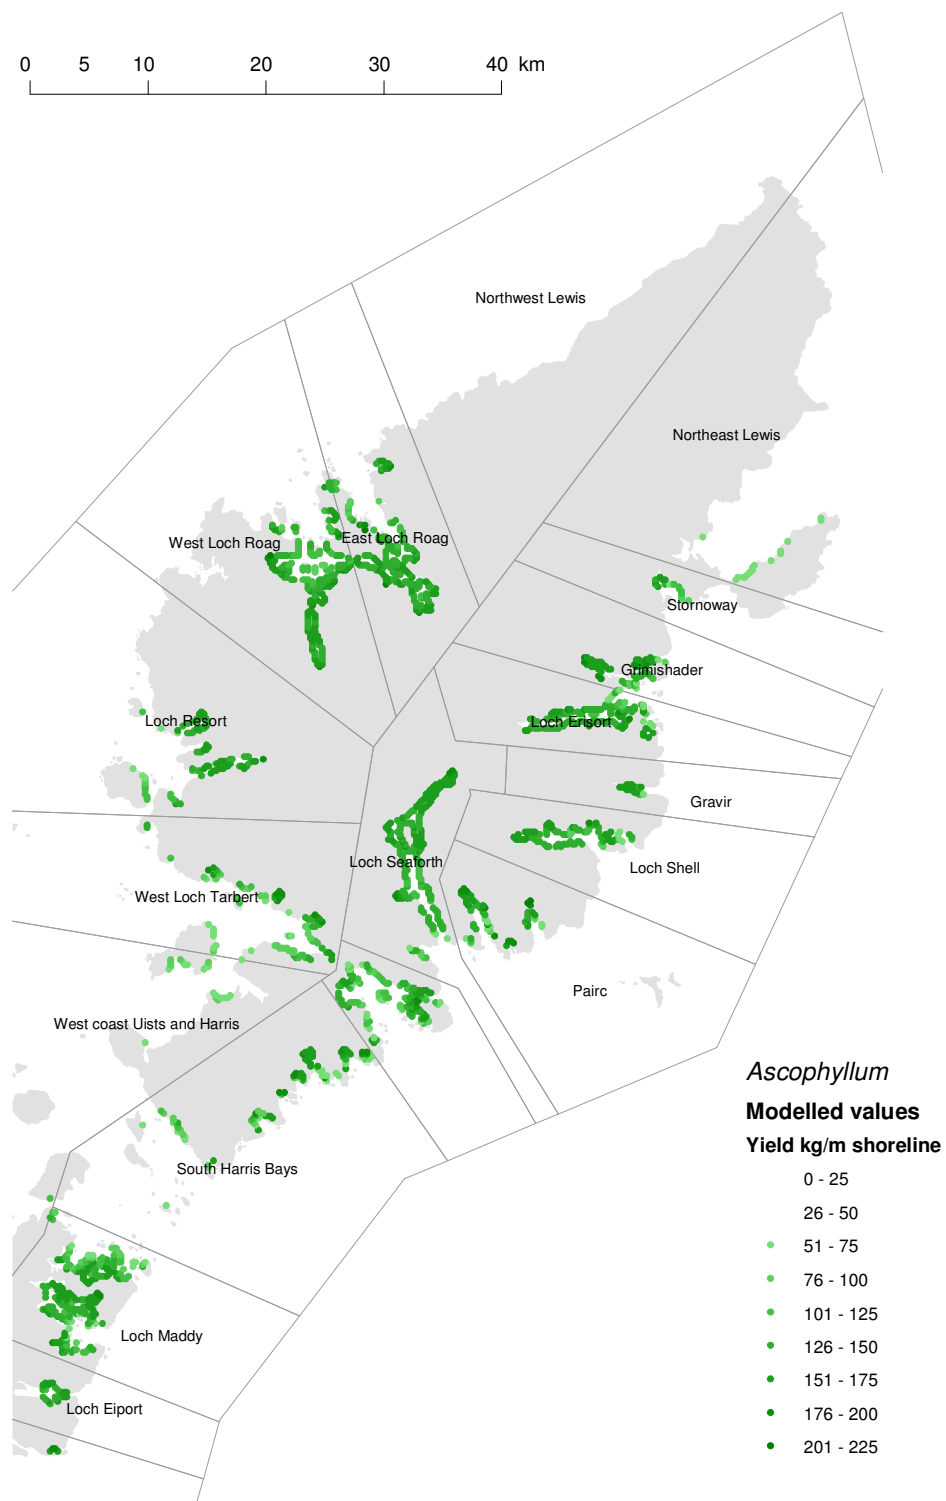 0 5 10 20 30 40 km
Northwest Lewis
Northeast Lewis
West Loch Roag
East Loch Roag
Stornoway
Grimishader
Loch Resort
Loch Erisort
Gravir
Loch Seaforth
Loch Shell
West Loch Tarbert
Pairc
West coast Uists and Harris
South Harris Bays
Loch Maddy
Loch Eiport
Ascophyllum
Modelled values
Yield kg/m shoreline
0 - 25
26 - 50
51 - 75
76 - 100
101 - 125
126 - 150
151 - 175
176 - 200
201 - 225